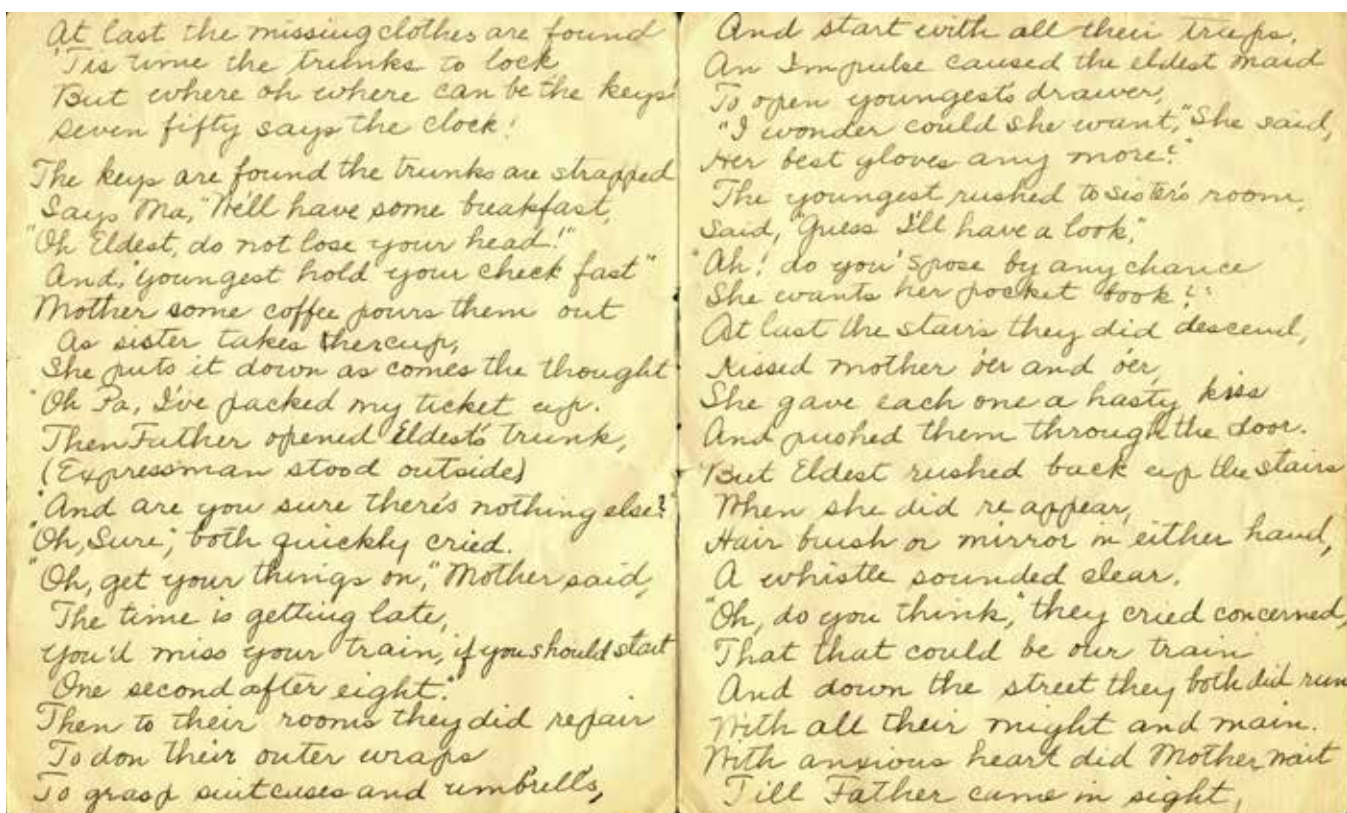 At last the missing clothes are found
'Tis time the trunks to lock
But where oh where can be the keys
Seven fifty says the clock!
The keys are found the trunks are strapped
Says Ma, "We'll have some breakfast,
"Oh Eldest, do not lose your head!"
And, "youngest hold your check fast"
Mother some coffee pours them out
As sister takes her cup,
She puts it down as comes the thought
"Oh Pa, I've packed my ticket up.
Then Father opened Eldest's trunk,
(Expressman stood outside)
"And are you sure there's nothing else?"
"Oh, Sure", both quickly cried.
"Oh, get your things on," Mother said,
The time is getting late,
You'd miss your train, if you should start
One second after eight."
Then to their rooms they did repair
To don their outer wraps
To grasp suitcases and umbrell's,
And start with all their traps.
An Impulse caused the eldest maid
To open youngest's drawer,
"I wonder could she want," She said,
Her best gloves any more?"
The youngest rushed to sister's room,
Said, "Guess I'll have a look,"
"Ah! do you 'spose by any chance
She wants her pocket book?"
At last the stairs they did descend,
Kissed mother o'er and o'er,
She gave each one a hasty kiss
And pushed them through the door.
But Eldest rushed back up the stairs
When she did re appear,
Hair brush or mirror in either hand,
A whistle sounded clear.
"Oh, do you think," they cried concerned,
That that could be our train
And down the street they both did run
With all their might and main.
With anxious heart did Mother wait
Till Father came in sight,